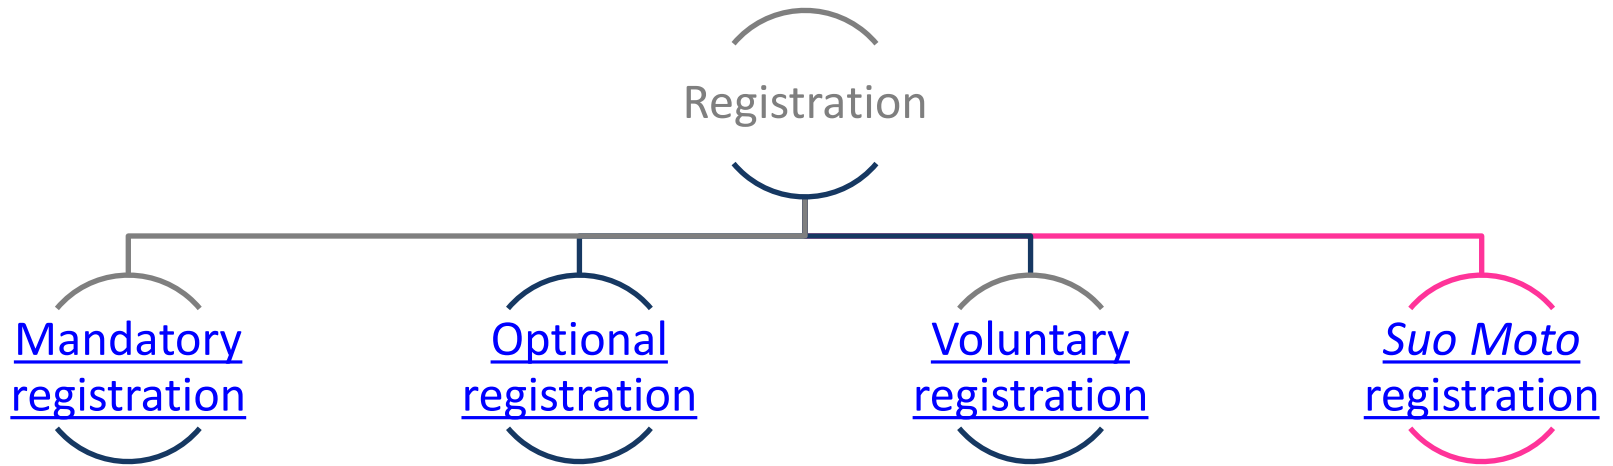 Registration
Mandatory
registration
Optional
registration
Voluntary
registration
Suo Moto
registration